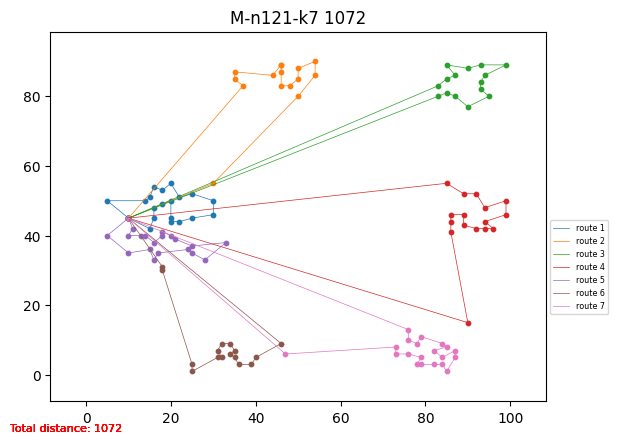 M-n121-k7 1072
80
60
40
20
0
0 20 40 60 80 100
route 1
route 2
route 3
route 4
route 5
route 6
route 7
Total distance: 1072